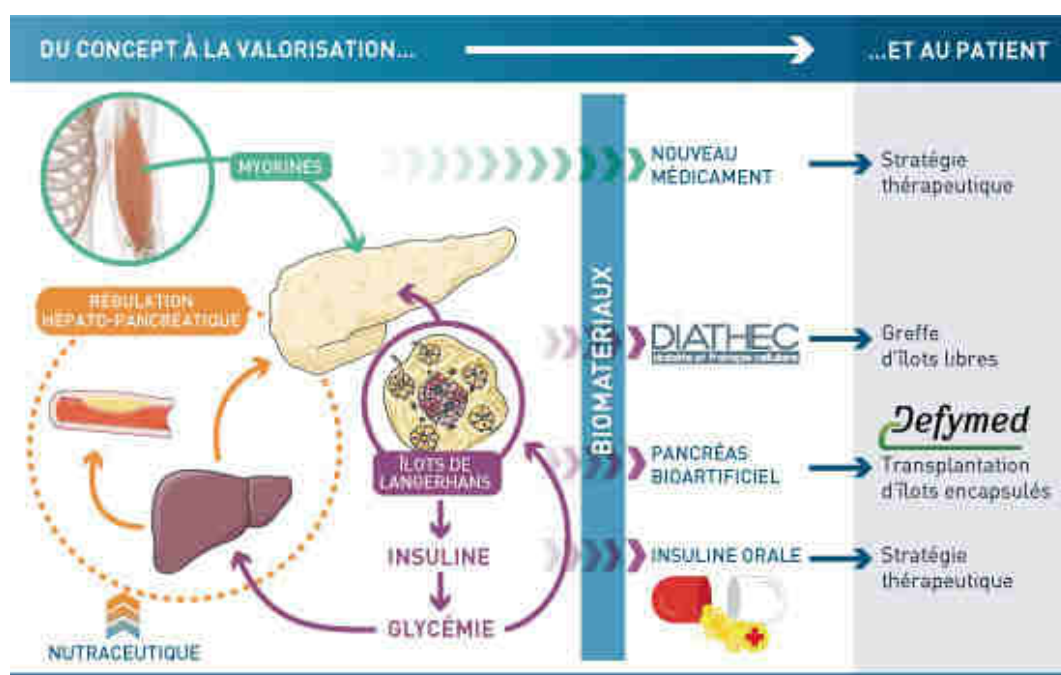 DU CONCEPT À LA VALORISATION...
...ET AU PATIENT
MYOKINES
NOUVEAU
MÉDICAMENT
Stratégie
thérapeutique
RÉGULATION
HÉPATO-PANCRÉATIQUE
BIOMATÉRIAUX
DIATHEC
Greffe
d'îlots libres
ÎLOTS DE
LANGERHANS
PANCRÉAS
BIOARTIFICIEL
Defymed
Transplantation
d'îlots encapsulés
INSULINE
INSULINE ORALE
Stratégie
thérapeutique
GLYCÉMIE
NUTRACEUTIQUE